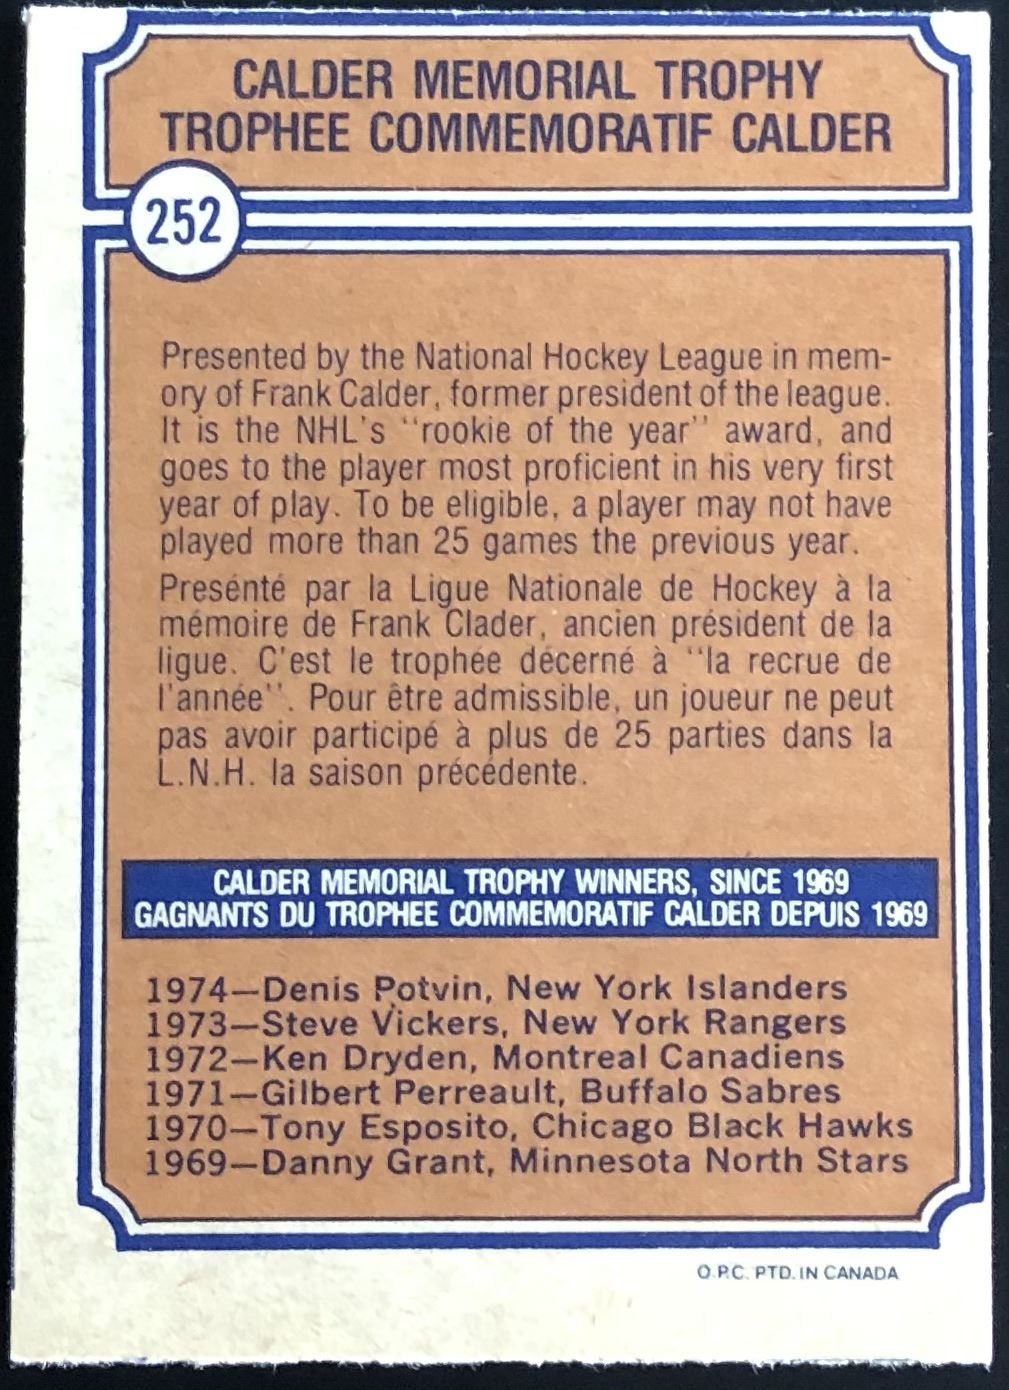 CALDER MEMORIAL TROPHY
TROPHEE COMMEMORATIF CALDER
252
Presented by the National Hockey League in mem-
ory of Frank Calder, former president of the league.
It is the NHL's "rookie of the year" award, and
goes to the player most proficient in his very first
year of play. To be eligible, a player may not have
played more than 25 games the previous year.
Présénté par la Ligue Nationale de Hockey à la
mémoire de Frank Clader, ancien président de la
ligue. C'est le trophée décerné à "la recrue de
l'année". Pour être admissible, un joueur ne peut
pas avoir participé à plus de 25 parties dans la
L.N.H. la saison précédente.
CALDER MEMORIAL TROPHY WINNERS, SINCE 1969
GAGNANTS DU TROPHEE COMMEMORATIF CALDER DEPUIS 1969
1974—Denis Potvin, New York Islanders
1973—Steve Vickers, New York Rangers
1972—Ken Dryden, Montreal Canadiens
1971—Gilbert Perreault, Buffalo Sabres
1970—Tony Esposito, Chicago Black Hawks
1969—Danny Grant, Minnesota North Stars
O.P.C. PTD. IN CANADA